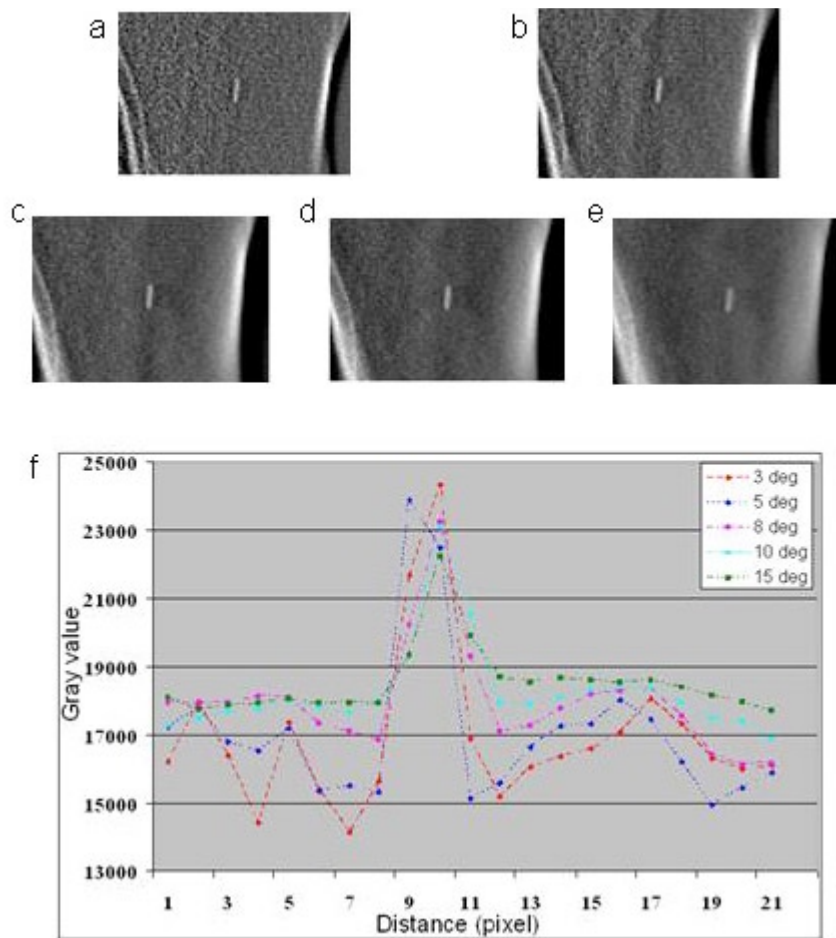 a
b
c
d
e
f
25000
23000
21000
19000
17000
15000
13000
Gray value
3 deg
5 deg
8 deg
10 deg
15 deg
1 3 5 7 9 11 13 15 17 19 21
Distance (pixel)